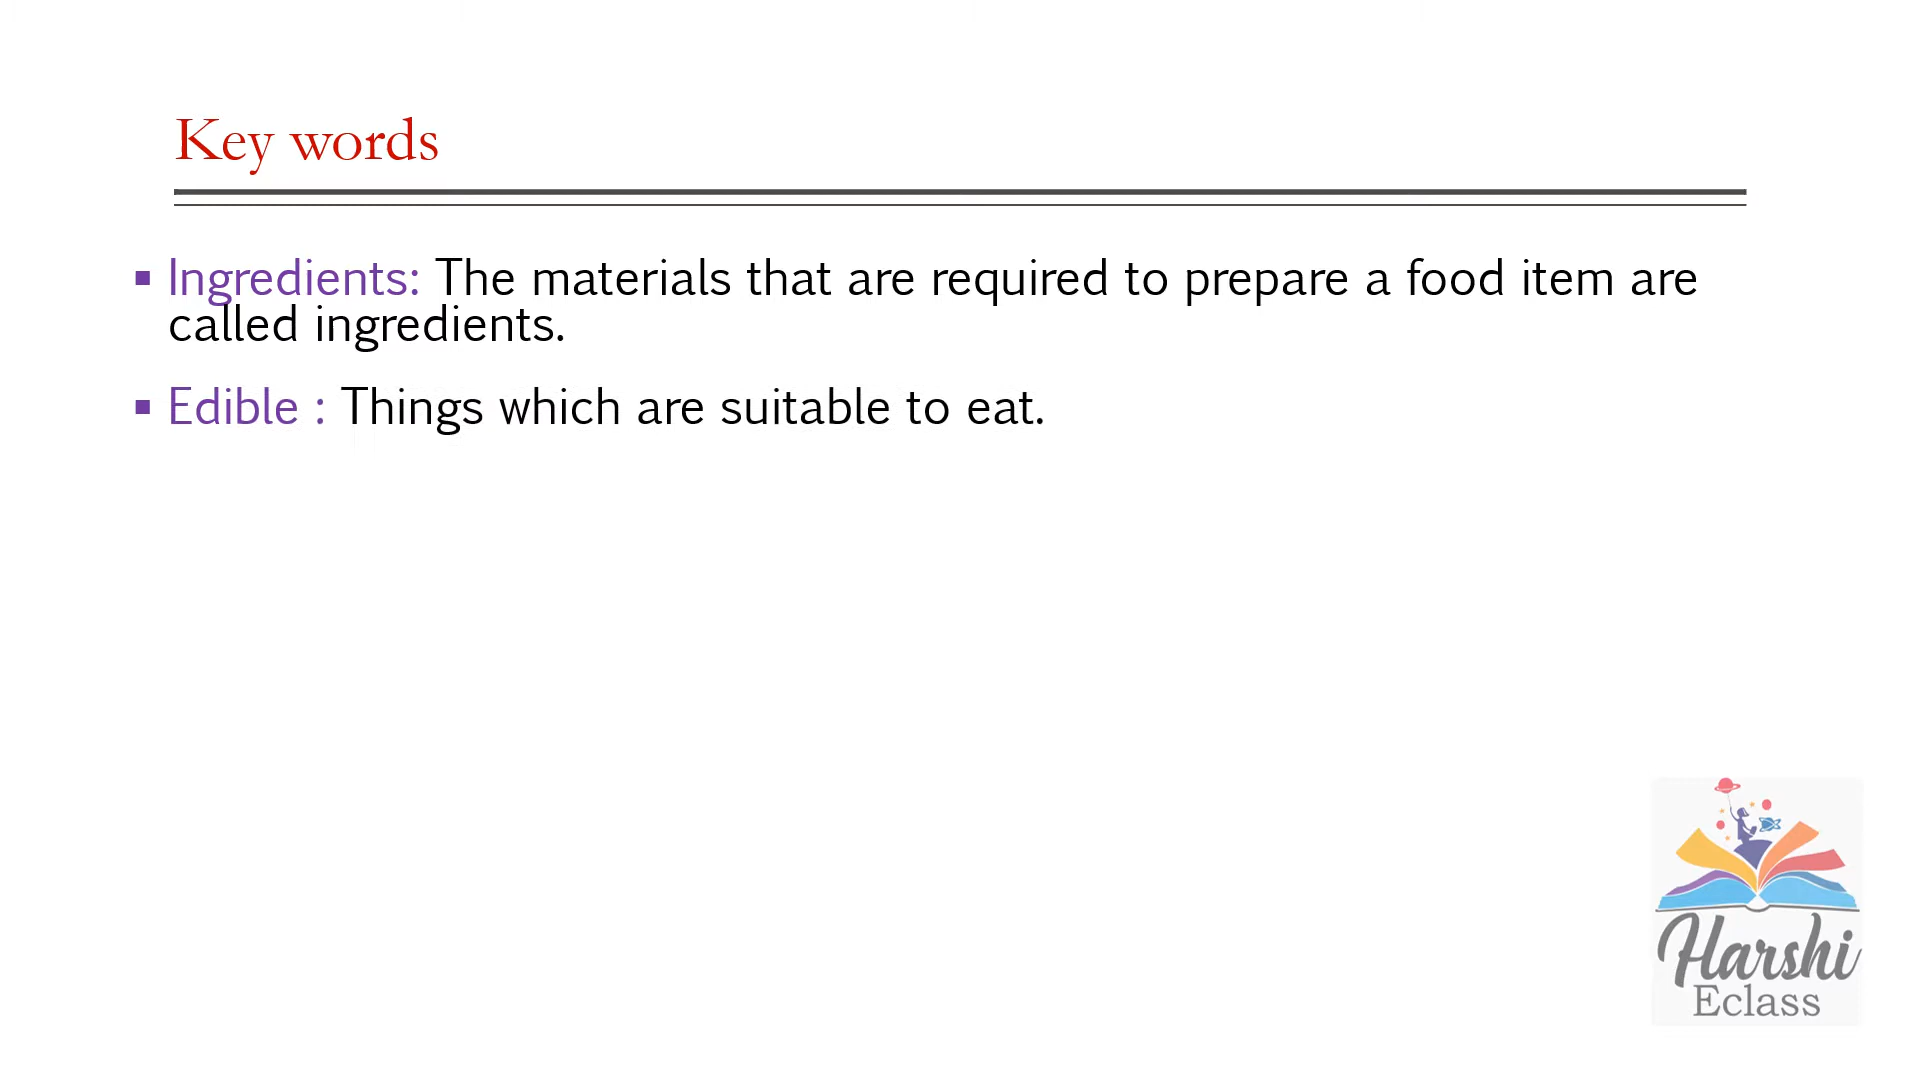 Key words
▪ Ingredients: The materials that are required to prepare a food item are
called ingredients.
▪ Edible : Things which are suitable to eat.
Harshi
Eclass